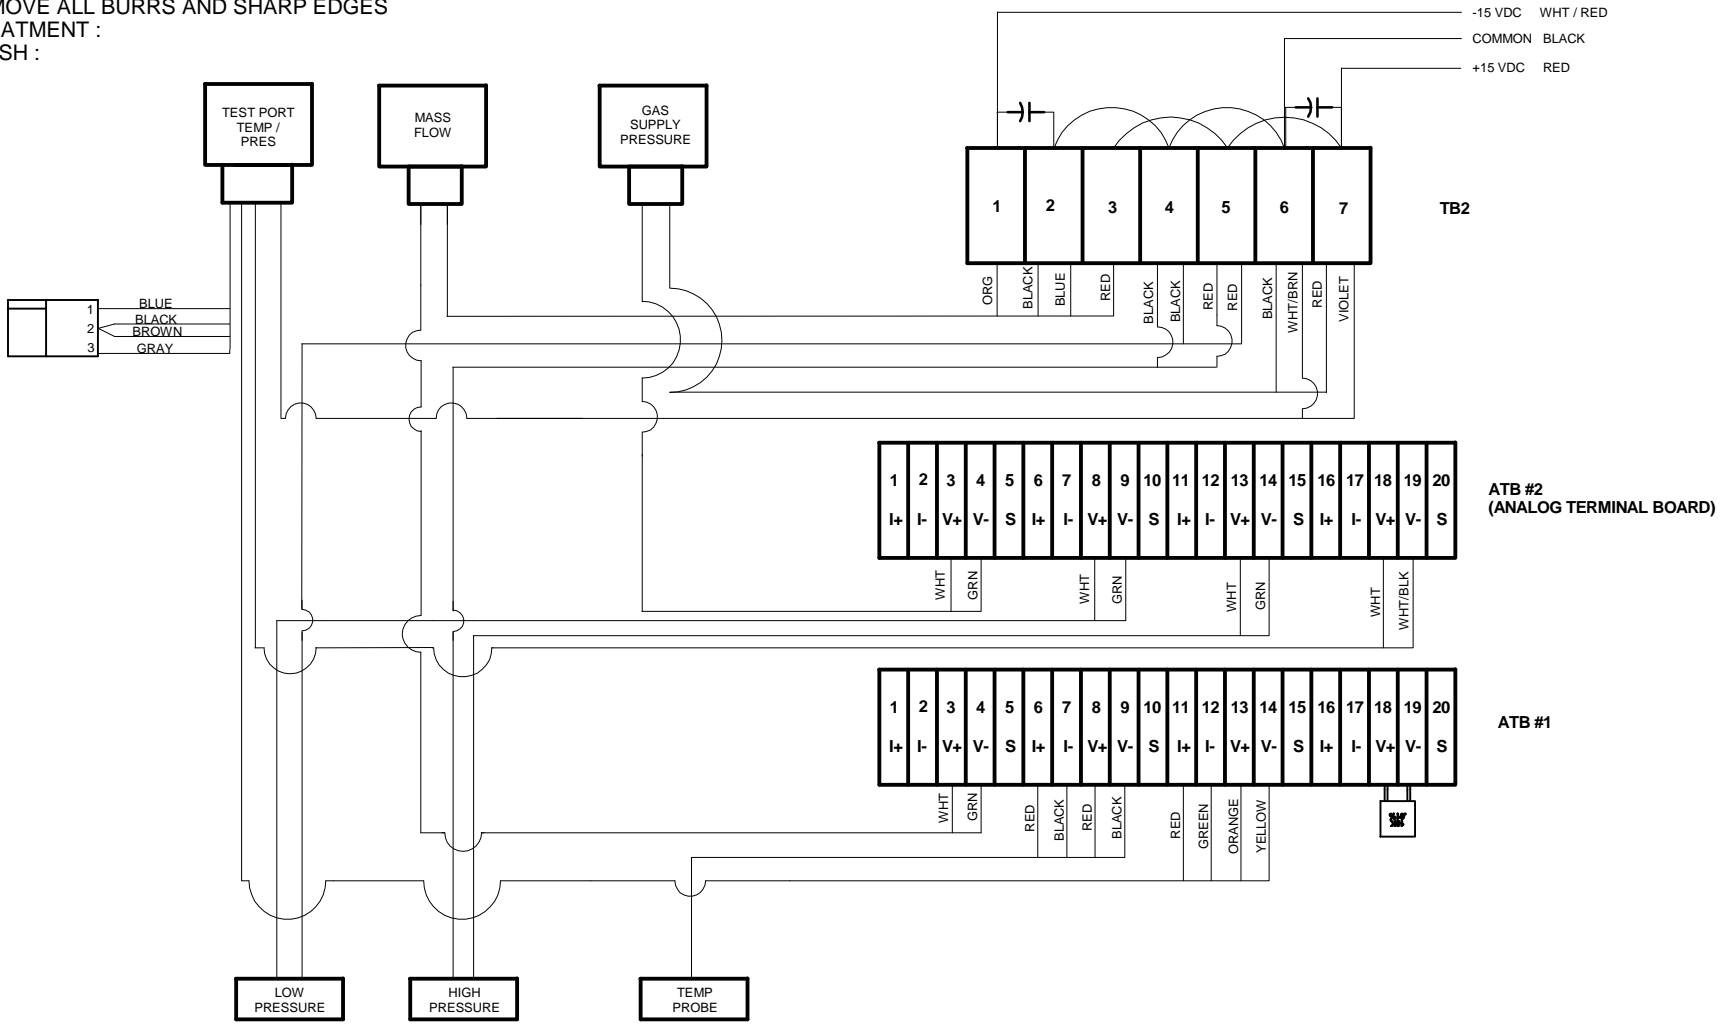 MOVE ALL BURRS AND SHARP EDGES
ATMENT :
SH :
-15 VDC WHT / RED
COMMON BLACK
+15 VDC RED
TEST PORT
TEMP /
PRES
MASS
FLOW
GAS
SUPPLY
PRESSURE
1 2 3 4 5 6 7
TB2
ORG
BLACK
BLUE
RED
BLACK
BLACK
RED
RED
BLACK
WHT/BRN
RED
VIOLET
1 BLUE
BLACK
2 BROWN
3 GRAY
1 2 3 4 5 6 7 8 9 10 11 12 13 14 15 16 17 18 19 20
I+ I- V+ V- S I+ I- V+ V- S I+ I- V+ V- S I+ I- V+ V- S
ATB #2
(ANALOG TERMINAL BOARD)
WHT
GRN
WHT
GRN
WHT
GRN
WHT
WHT/BLK
1 2 3 4 5 6 7 8 9 10 11 12 13 14 15 16 17 18 19 20
I+ I- V+ V- S I+ I- V+ V- S I+ I- V+ V- S I+ I- V+ V- S
ATB #1
WHT
GRN
RED
BLACK
RED
BLACK
RED
GREEN
ORANGE
YELLOW
LOW
PRESSURE
HIGH
PRESSURE
TEMP
PROBE